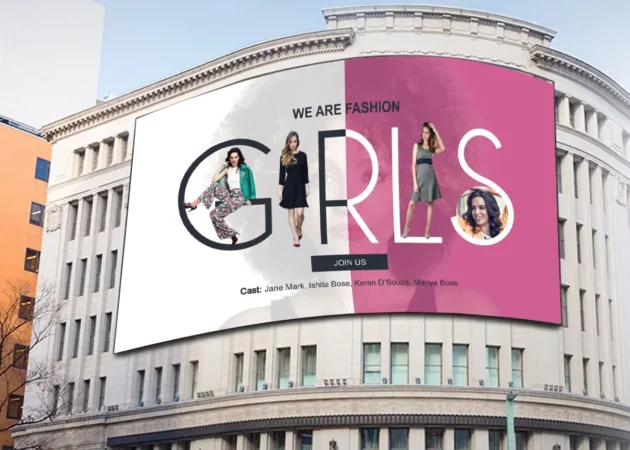 WE ARE FASHION
GIRLS
JOIN US
Cast: Jane Mark, Ishita Bose, Keren D'Souza, Mariya Bose